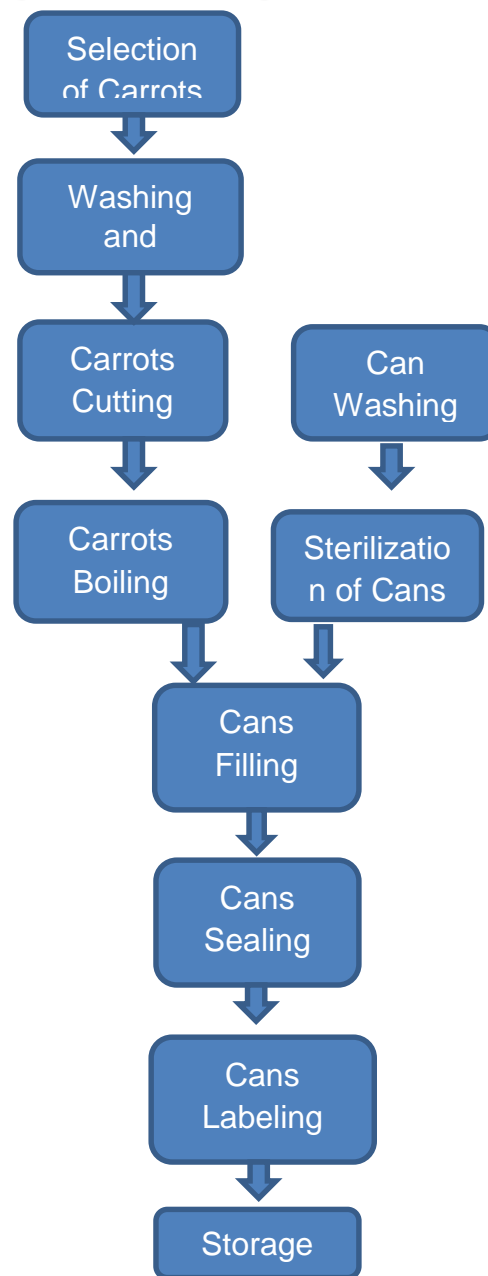 Selection
of Carrots
Washing
and
Carrots
Cutting
Can
Washing
Carrots
Boiling
Sterilizatio
n of Cans
Cans
Filling
Cans
Sealing
Cans
Labeling
Storage